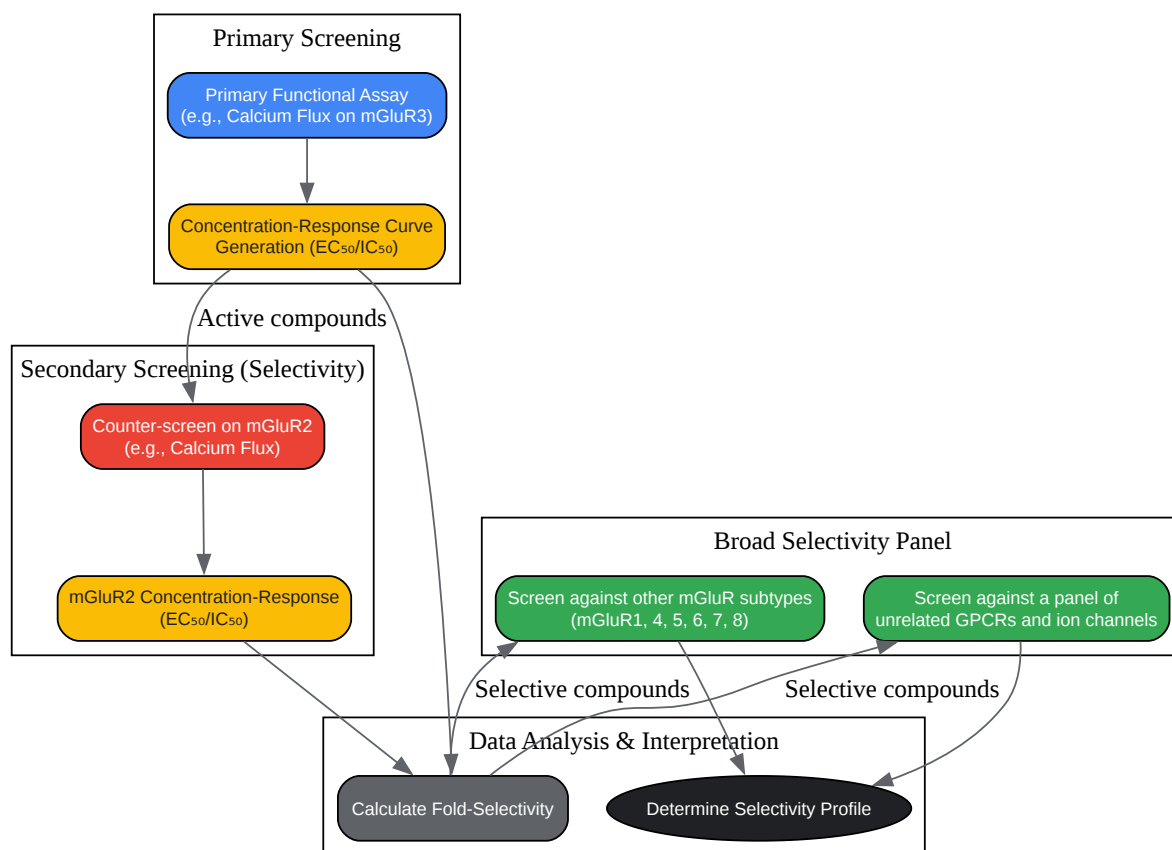 Primary Screening
Primary Functional Assay
(e.g., Calcium Flux on mGluR3)
Concentration-Response Curve
Generation (EC₅₀/IC₅₀)
Active compounds
Secondary Screening (Selectivity)
Counter-screen on mGluR2
(e.g., Calcium Flux)
mGluR2 Concentration-Response
(EC₅₀/IC₅₀)
Broad Selectivity Panel
Screen against other mGluR subtypes
(mGluR1, 4, 5, 6, 7, 8)
Screen against a panel of
unrelated GPCRs and ion channels
Selective compounds
Selective compounds
Data Analysis & Interpretation
Calculate Fold-Selectivity
Determine Selectivity Profile